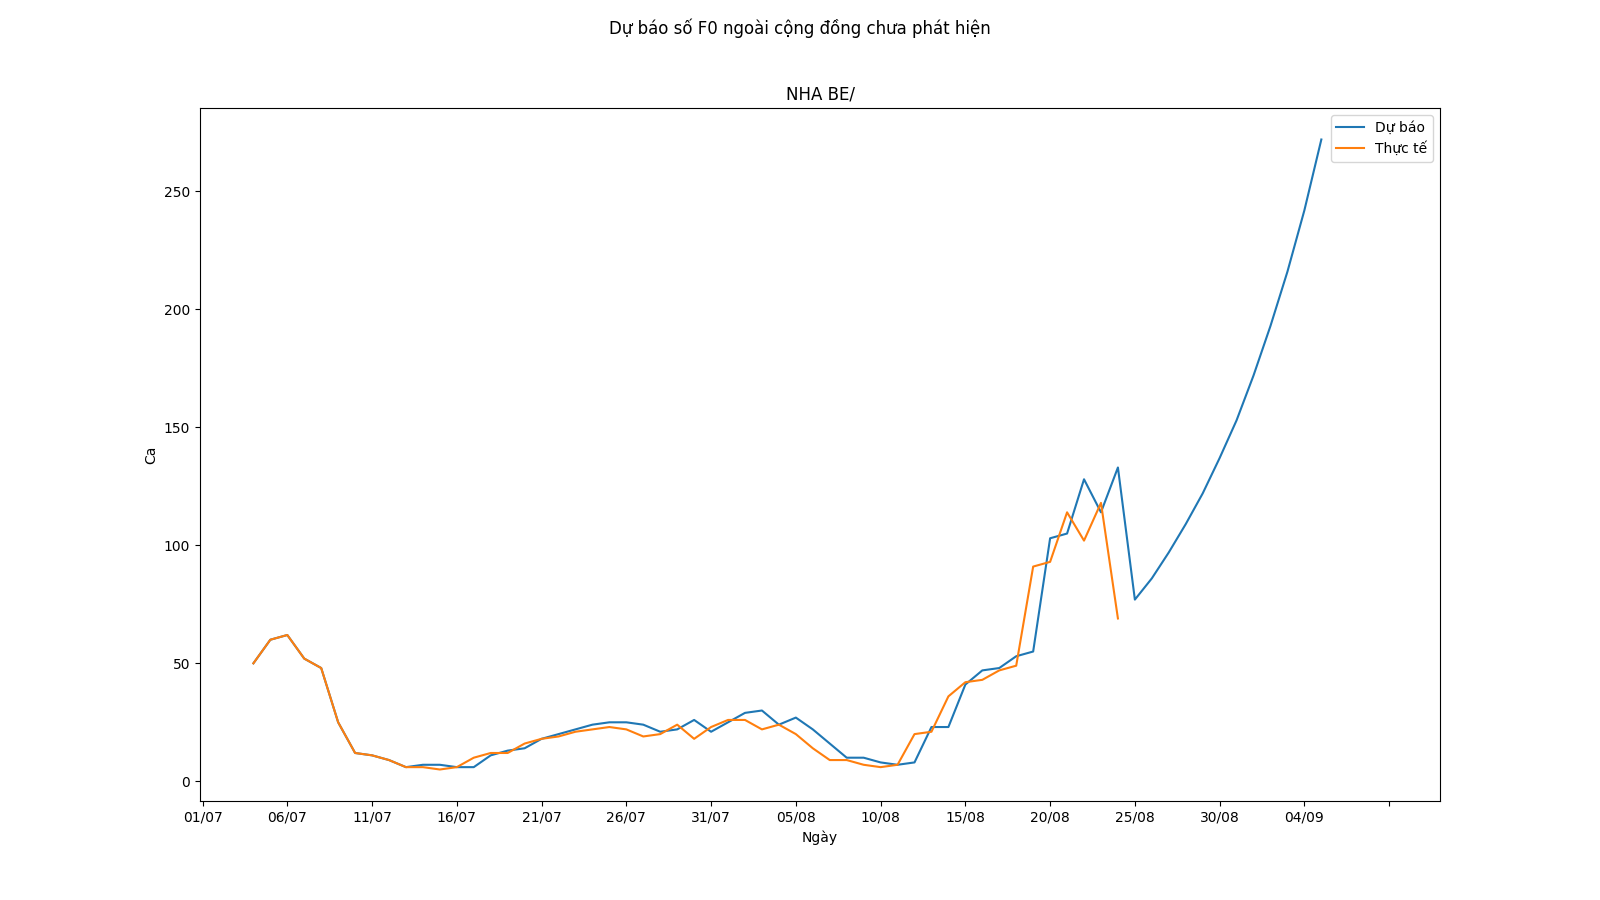 Dự báo số F0 ngoài cộng đồng chưa phát hiện
NHA BE/
Dự báo
Thực tế
250
200
150
100
50
0
Ca
01/07 06/07 11/07 16/07 21/07 26/07 31/07 05/08 10/08 15/08 20/08 25/08 30/08 04/09
Ngày